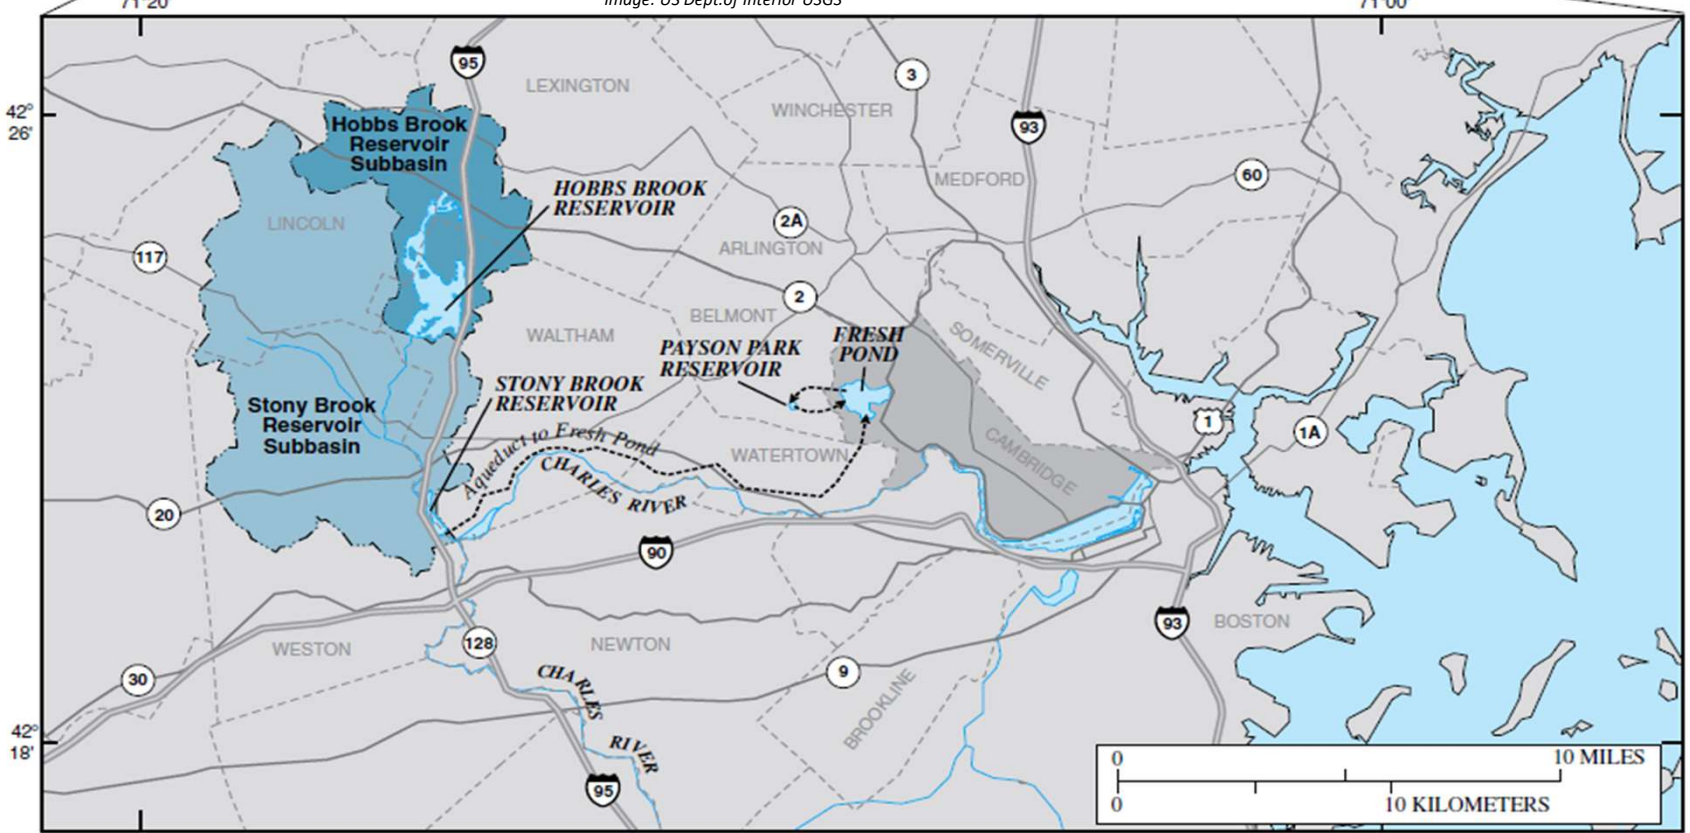 71°20'
Image: US Dept.of Interior USGS
71°00'
95
LEXINGTON
3
WINCHESTER
42°
26'
93
Hobbs Brook
Reservoir
Subbasin
HOBBS BROOK
RESERVOIR
MEDFORD
60
LINCOLN
2A
ARLINGTON
117
2
BELMONT
WALTHAM
FRESH
POND
SOMERVILLE
PAYSON PARK
RESERVOIR
STONY BROOK
RESERVOIR
Stony Brook
Reservoir
Subbasin
1
1A
Aqueduct to Fresh Pond
WATERTOWN
CAMBRIDGE
CHARLES RIVER
20
90
93
BOSTON
WESTON
128
NEWTON
30
CHARLES
RIVER
9
BROOKLINE
42°
18'
95
0 10 MILES
0 10 KILOMETERS